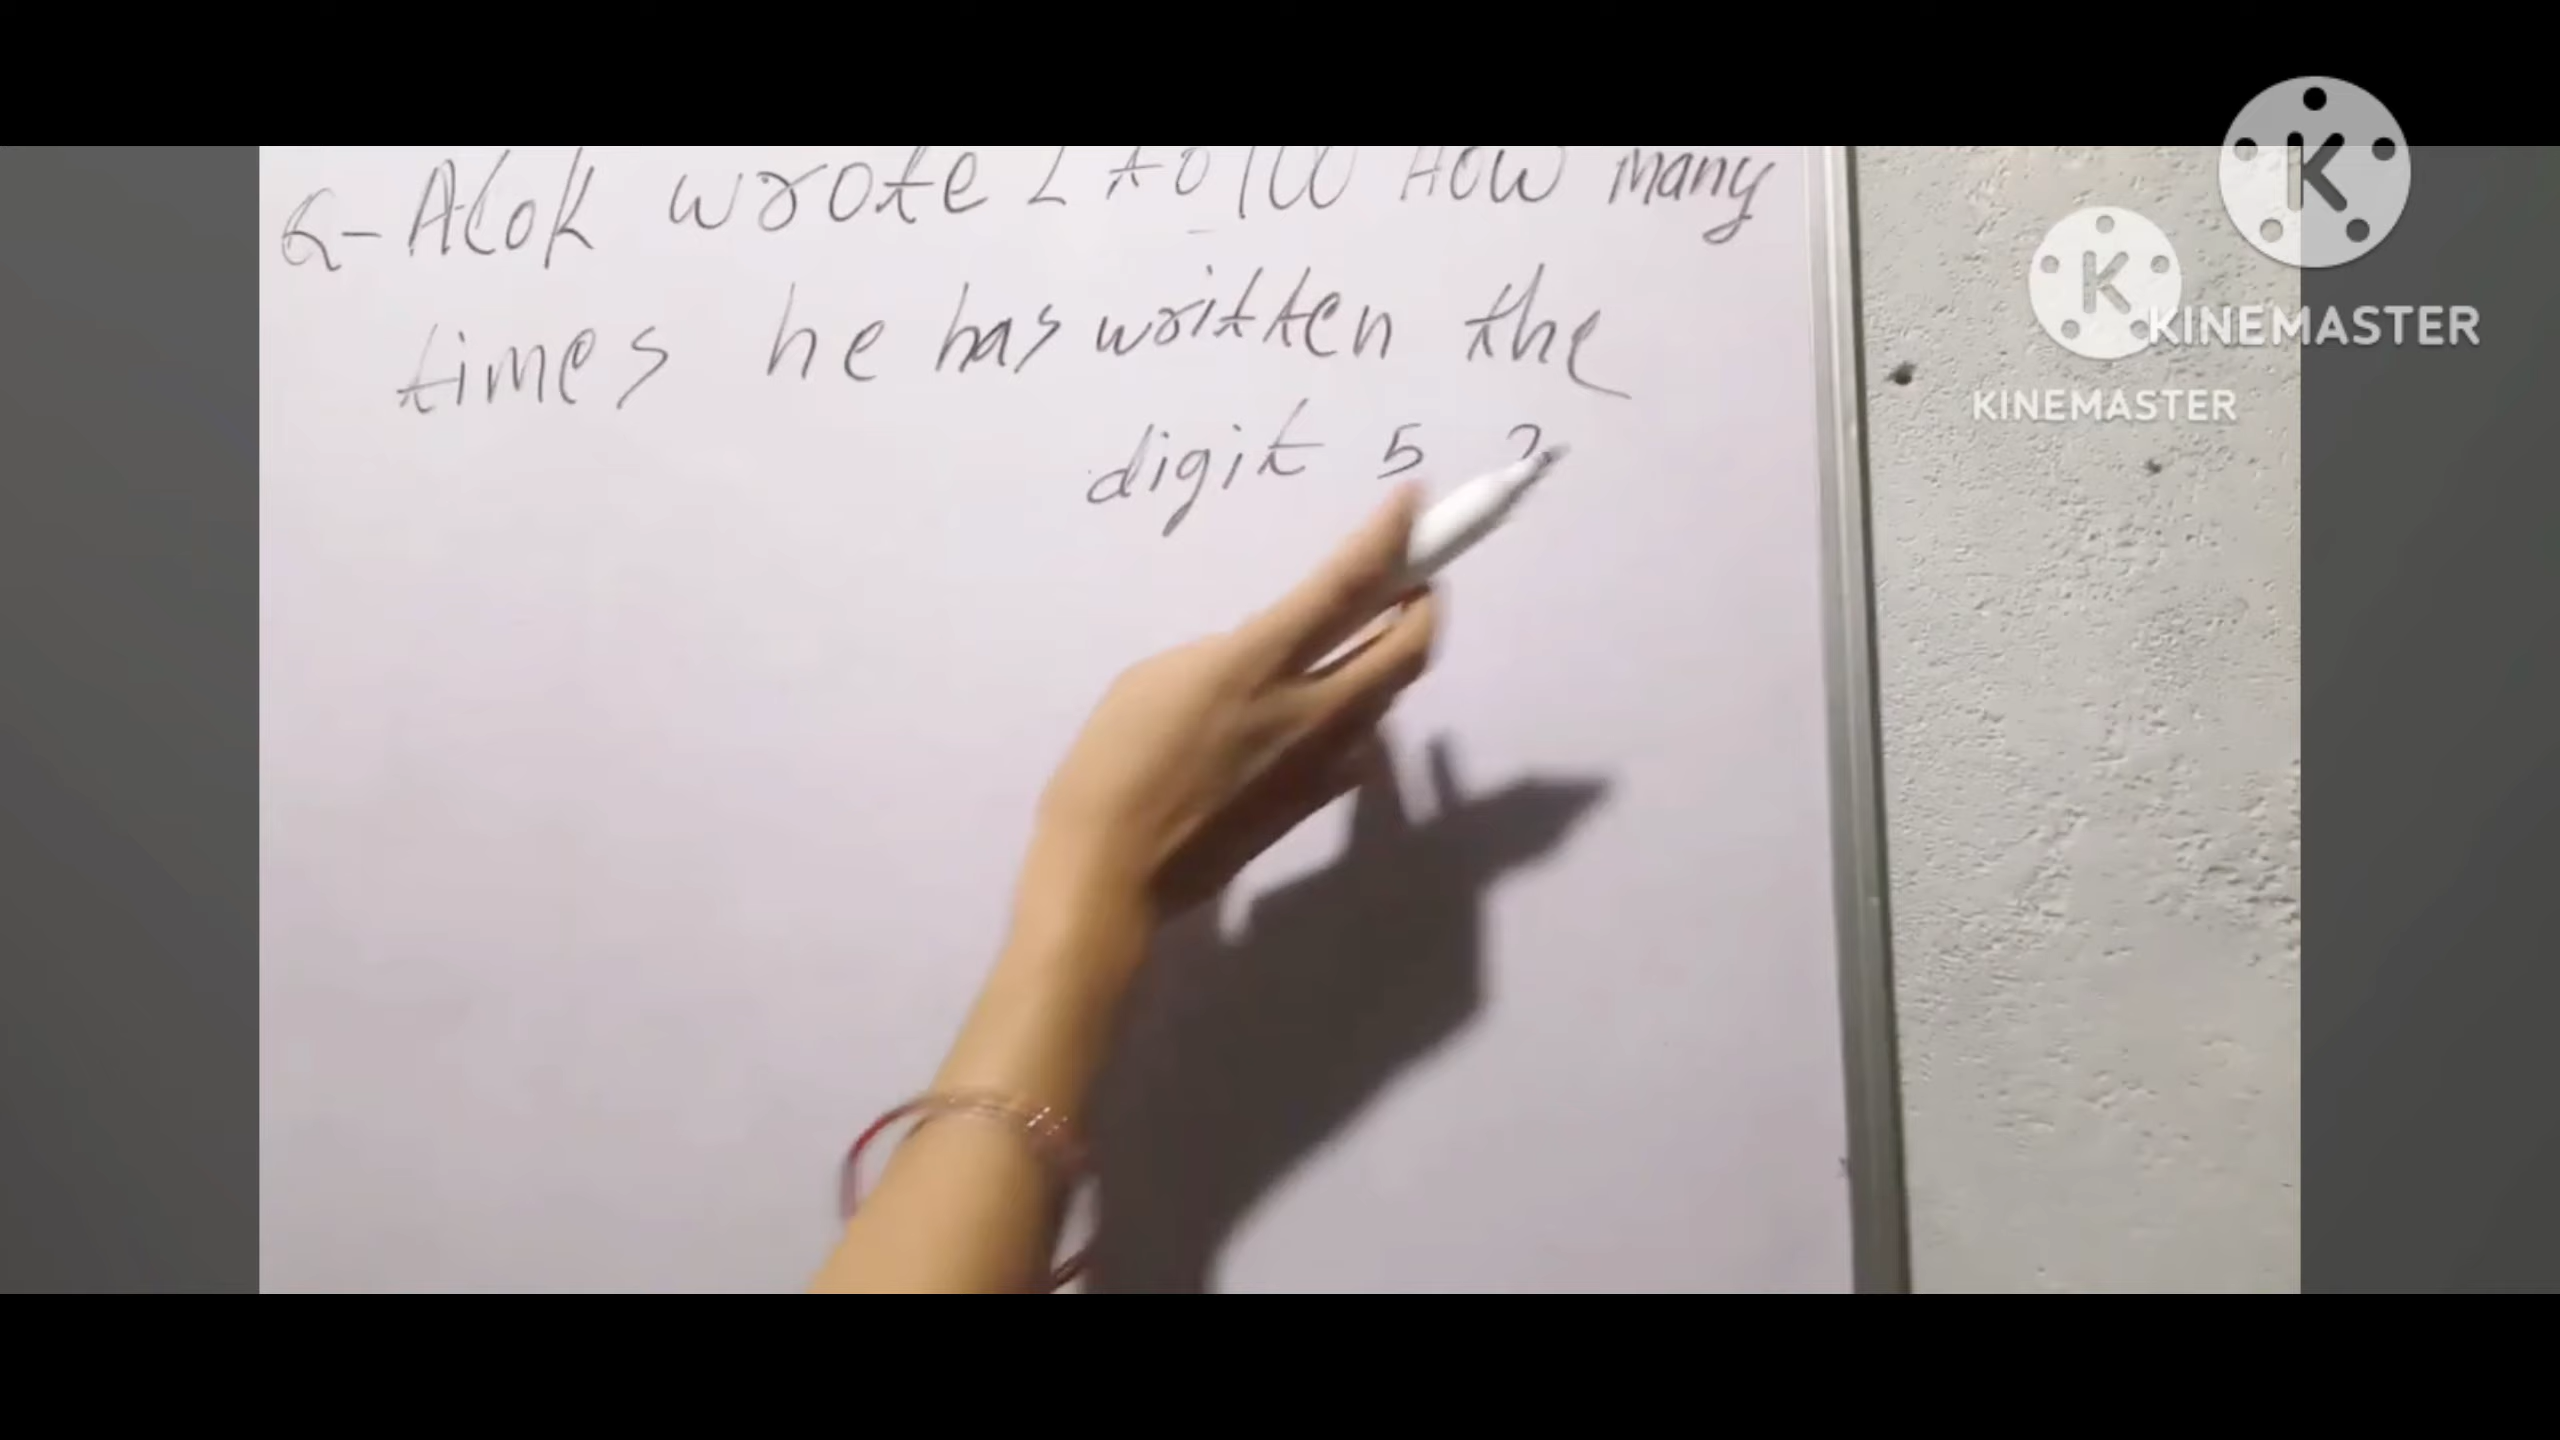 Q- Alok wrote 1 to 100 How many
times he has written the
digit 5 ?
KINEMASTER
KINEMASTER